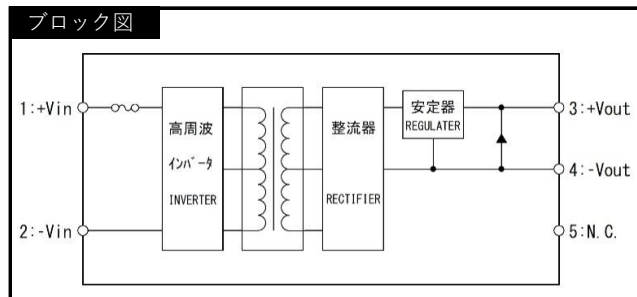 ブロック図
1:+Vin
2:-Vin
高周波
インバータ
INVERTER
整流器
RECTIFIER
安定器
REGULATER
3:+Vout
4:-Vout
5:N.C.